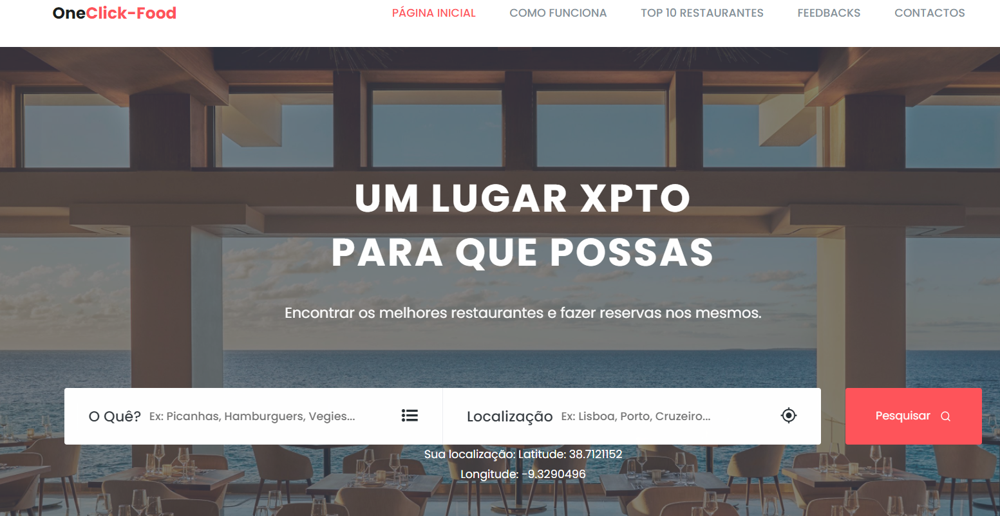 OneClick-Food PÁGINA INICIAL COMO FUNCIONA TOP 10 RESTAURANTES FEEDBACKS CONTACTOS
UM LUGAR XPTO
PARA QUE POSSAS
Encontrar os melhores restaurantes e fazer reservas nos mesmos.
O Quê? Ex: Picanhas, Hamburguers, Vegies... Localização Ex: Lisboa, Porto, Cruzeiro... Pesquisar
Sua localização: Latitude: 38.7121152
Longitude: -9.3290496